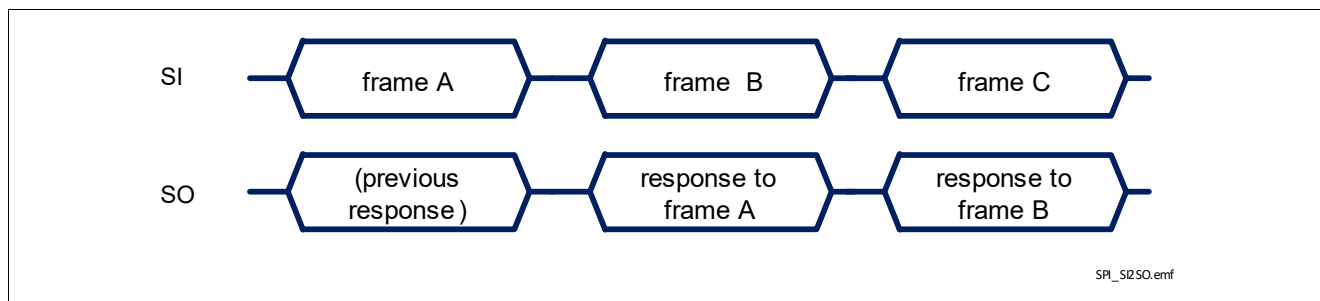 SI
frame A
frame B
frame C
SO
(previous
response)
response to
frame A
response to
frame B
SPI_SI2SO.emf